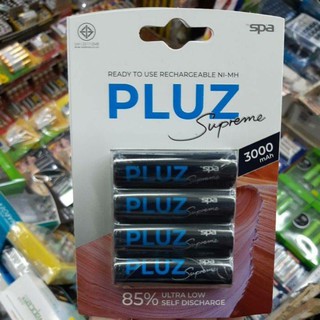 spa
READY TO USE RECHARGEABLE NI-MH
PLUZ
Supreme
3000
mAh
PLUZ spa
Supreme
PLUZ spa
Supreme
PLUZ spa
Supreme
PLUZ spa
Supreme
85% ULTRA LOW
SELF DISCHARGE